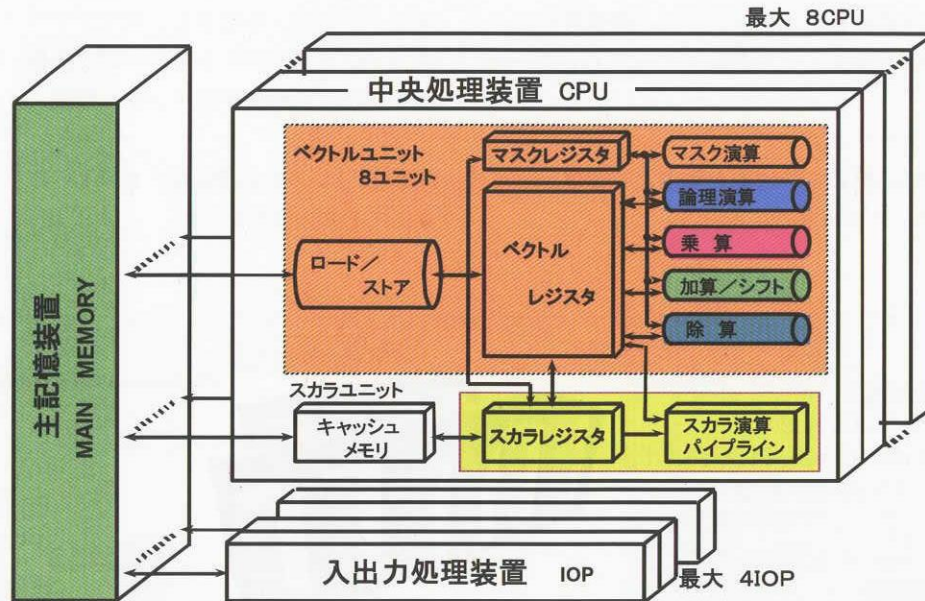 最大 8CPU
中央処理装置 CPU
ベクトルユニット
8ユニット
マスクレジスタ
マスク演算
論理演算
乗 算
加算／シフト
除 算
ベクトル
レジスタ
ロード／
ストア
主記憶装置
MAIN MEMORY
スカラユニット
キャッシュ
メモリ
スカラレジスタ
スカラ演算
パイプライン
入出力処理装置 IOP
最大 4IOP